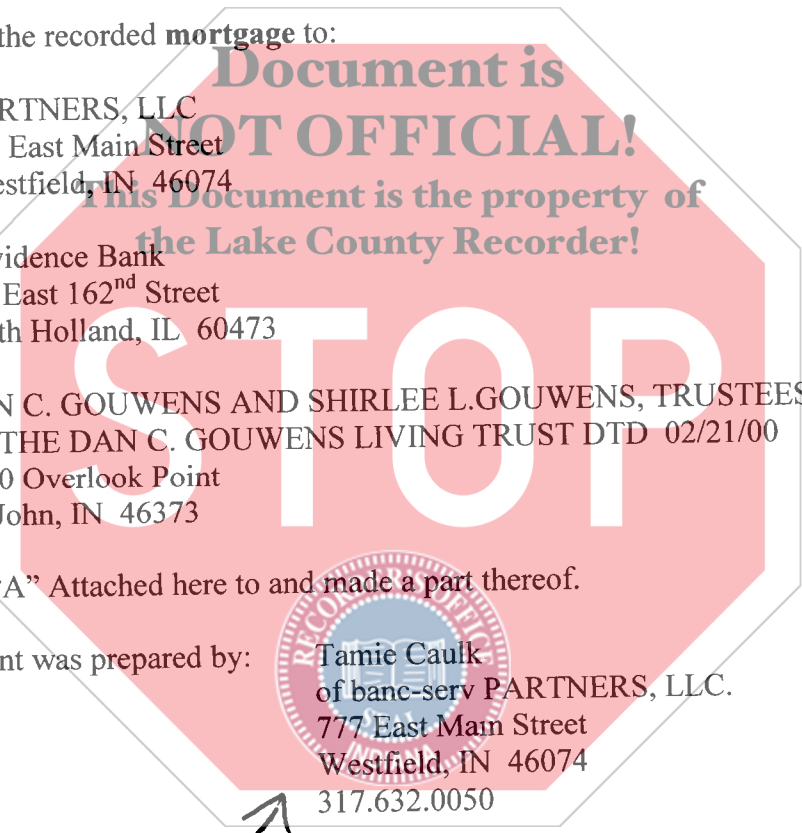 the recorded mortgage to:
Document is
NOT OFFICIAL!
This Document is the property of
the Lake County Recorder!
STOP
RTNERS, LLC
East Main Street
estfield, IN 46074
vidence Bank
East 162nd Street
th Holland, IL 60473
N C. GOUWENS AND SHIRLEE L.GOUWENS, TRUSTEES
THE DAN C. GOUWENS LIVING TRUST DTD 02/21/00
0 Overlook Point
John, IN 46373
A” Attached here to and made a part thereof.
nt was prepared by:
Tamie Caulk
of banc-serv PARTNERS, LLC.
777 East Main Street
Westfield, IN 46074
317.632.0050
RECORDER'S OFFICE
SEAL
INDIANA